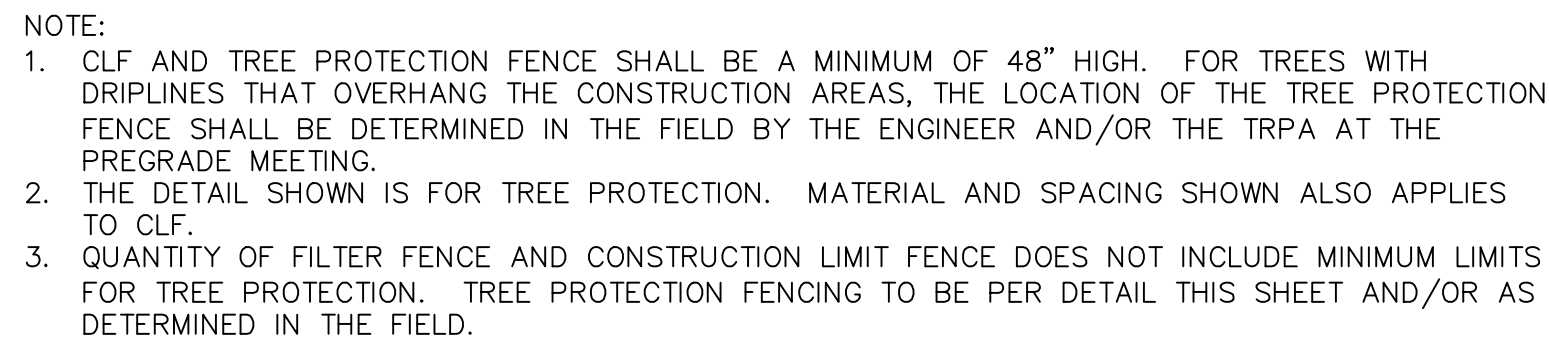 NOTE:
1. CLF AND TREE PROTECTION FENCE SHALL BE A MINIMUM OF 48" HIGH. FOR TREES WITH
DRIPLINES THAT OVERHANG THE CONSTRUCTION AREAS, THE LOCATION OF THE TREE PROTECTION
FENCE SHALL BE DETERMINED IN THE FIELD BY THE ENGINEER AND/OR THE TRPA AT THE
PREGRADE MEETING.
2. THE DETAIL SHOWN IS FOR TREE PROTECTION. MATERIAL AND SPACING SHOWN ALSO APPLIES
TO CLF.
3. QUANTITY OF FILTER FENCE AND CONSTRUCTION LIMIT FENCE DOES NOT INCLUDE MINIMUM LIMITS
FOR TREE PROTECTION. TREE PROTECTION FENCING TO BE PER DETAIL THIS SHEET AND/OR AS
DETERMINED IN THE FIELD.